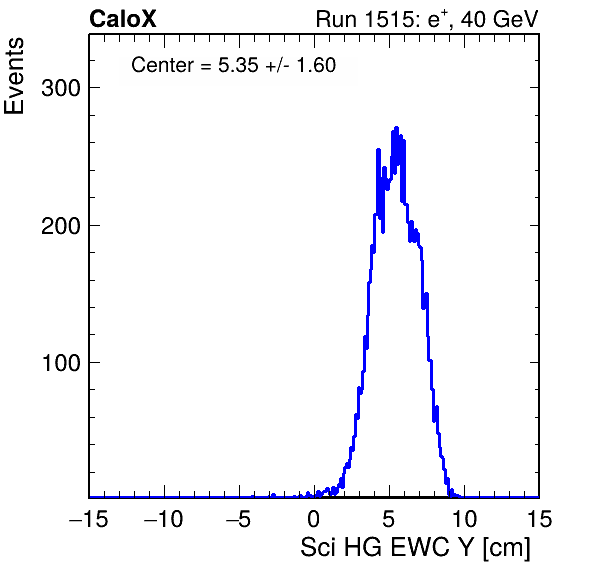 CaloX Run 1515: e⁺, 40 GeV
Center = 5.35 +/- 1.60
Events
300
200
100
−15 −10 −5 0 5 10 15
Sci HG EWC Y [cm]